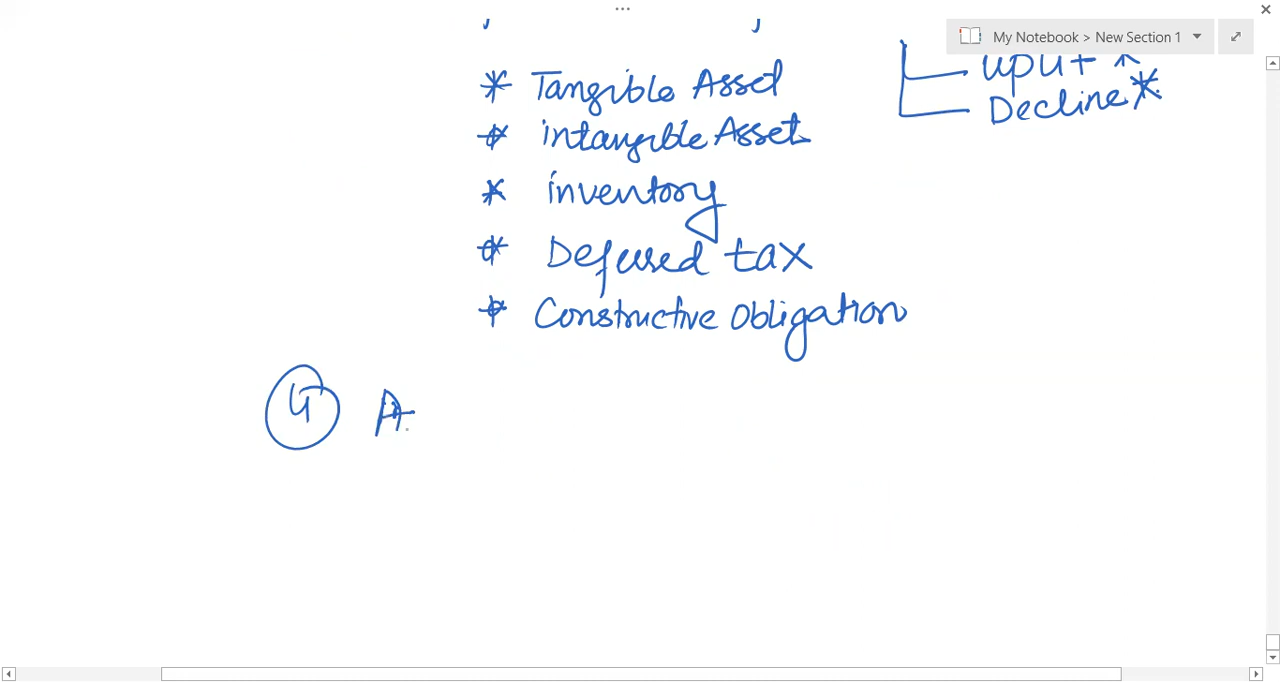 My Notebook > New Section 1
* Tangible Asset
* intangible Asset
* inventory
* Deferred tax
* Constructive Obligation
Decline *
4 A